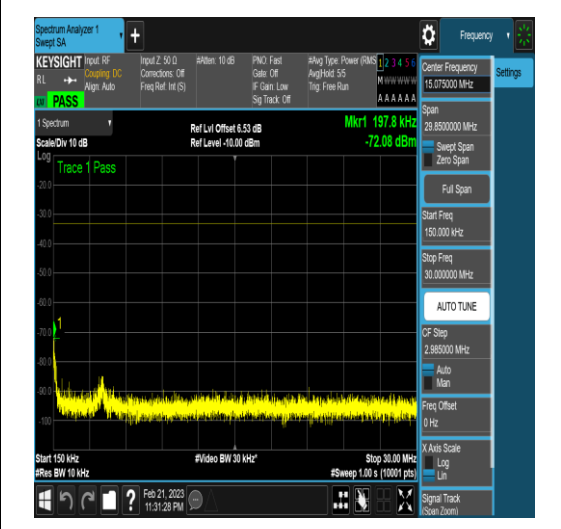 Spectrum Analyzer 1
Swept SA
Frequency
KEYSIGHT
RL
Input: RF
Coupling: DC
Align: Auto
Input Z: 50 Ω
Corrections: Off
Freq Ref: Int (S)
#Atten: 10 dB
PNO: Fast
Gate: Off
IF Gain: Low
Sig Track: Off
#Avg Type: Power (RMS
Avg|Hold: 5/5
Trig: Free Run
1 2 3 4 5 6
M W W W W W
A A A A A A
PASS
1 Spectrum
Scale/Div 10 dB
Ref Lvl Offset 6.53 dB
Ref Level -10.00 dBm
Mkr1 197.8 kHz
-72.08 dBm
Log
Trace 1 Pass
-20.0
-30.0
-40.0
-50.0
-60.0
-70.0
-80.0
-90.0
-100
1
Start 150 kHz
#Res BW 10 kHz
#Video BW 30 kHz*
Stop 30.00 MHz
#Sweep 1.00 s (10001 pts)
Center Frequency
15.075000 MHz
Settings
Span
29.8500000 MHz
Swept Span
Zero Span
Full Span
Start Freq
150.000 kHz
Stop Freq
30.000000 MHz
AUTO TUNE
CF Step
2.985000 MHz
Auto
Man
Freq Offset
0 Hz
X Axis Scale
Log
Lin
Signal Track
(Span Zoom)
?
Feb 21, 2023
11:31:28 PM